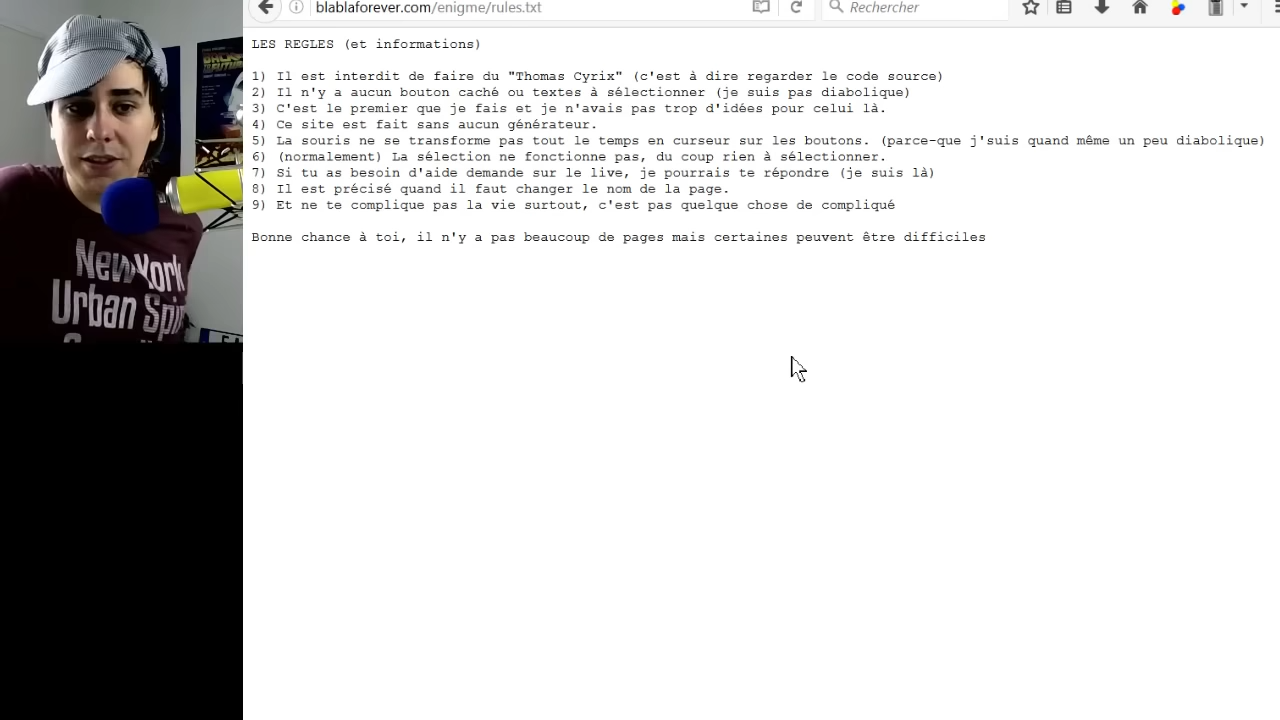 blablaforever.com/enigme/rules.txt
Rechercher
LES REGLES (et informations)
1) Il est interdit de faire du "Thomas Cyrix" (c'est à dire regarder le code source)
2) Il n'y a aucun bouton caché ou textes à sélectionner (je suis pas diabolique)
3) C'est le premier que je fais et je n'avais pas trop d'idées pour celui là.
4) Ce site est fait sans aucun générateur.
5) La souris ne se transforme pas tout le temps en curseur sur les boutons. (parce-que j'suis quand même un peu diabolique)
6) (normalement) La sélection ne fonctionne pas, du coup rien à sélectionner.
7) Si tu as besoin d'aide demande sur le live, je pourrais te répondre (je suis là)
8) Il est précisé quand il faut changer le nom de la page.
9) Et ne te complique pas la vie surtout, c'est pas quelque chose de compliqué
Bonne chance à toi, il n'y a pas beaucoup de pages mais certaines peuvent être difficiles
New York
Urban